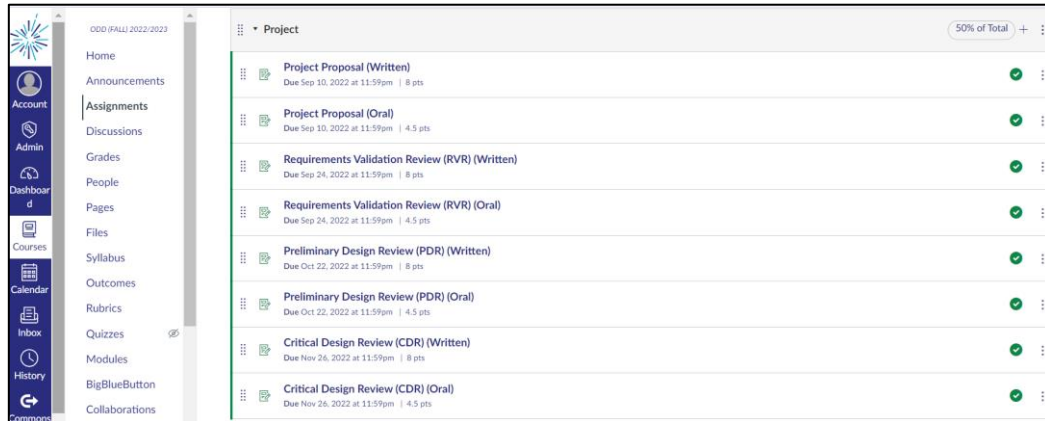 Account
Admin
Dashboar
d
Courses
Calendar
Inbox
History
Commons
ODD (FALL) 2022/2023
Home
Announcements
Assignments
Discussions
Grades
People
Pages
Files
Syllabus
Outcomes
Rubrics
Quizzes
Modules
BigBlueButton
Collaborations
Project
50% of Total +
Project Proposal (Written)
Due Sep 10, 2022 at 11:59pm | 8 pts
Project Proposal (Oral)
Due Sep 10, 2022 at 11:59pm | 4.5 pts
Requirements Validation Review (RVR) (Written)
Due Sep 24, 2022 at 11:59pm | 8 pts
Requirements Validation Review (RVR) (Oral)
Due Sep 24, 2022 at 11:59pm | 4.5 pts
Preliminary Design Review (PDR) (Written)
Due Oct 22, 2022 at 11:59pm | 8 pts
Preliminary Design Review (PDR) (Oral)
Due Oct 22, 2022 at 11:59pm | 4.5 pts
Critical Design Review (CDR) (Written)
Due Nov 26, 2022 at 11:59pm | 8 pts
Critical Design Review (CDR) (Oral)
Due Nov 26, 2022 at 11:59pm | 4.5 pts